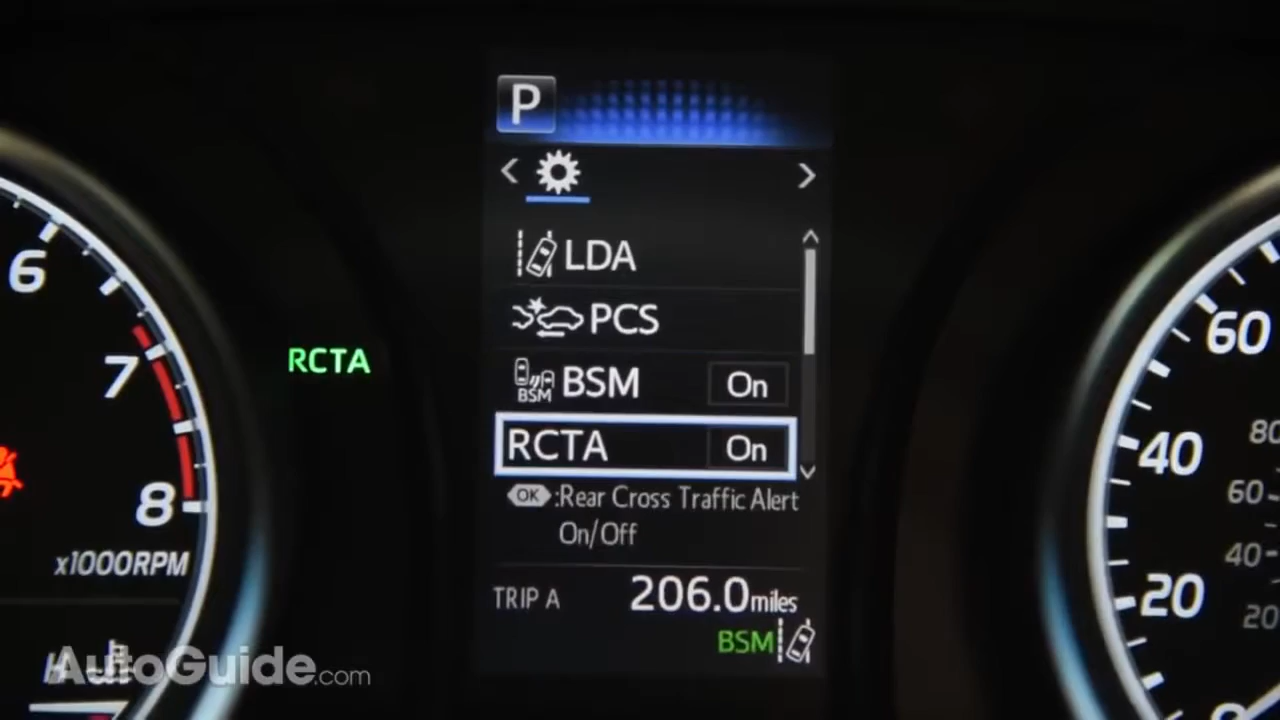 P
LDA
PCS
BSM
BSM On
RCTA On
OK :Rear Cross Traffic Alert
On/Off
TRIP A 206.0miles
BSM
RCTA
6
7
8
x1000RPM
H
60
40
20
0
80
60
40
20
AutoGuide.com